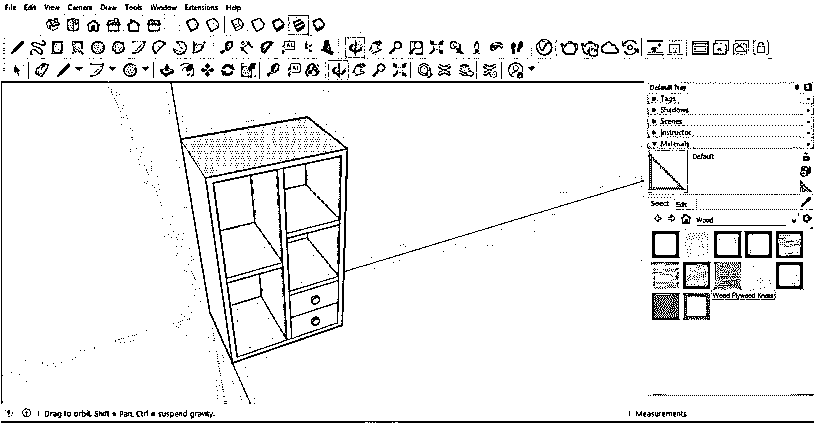 File Edit View Camera Draw Tools Window Extensions Help
Default Tray
Tags
Shadows
Scenes
Instructor
Materials
Default
Select Edit
Wood
Wood Plywood Knots
Drag to orbit. Shift = Pan, Ctrl = suspend gravity.
Measurements